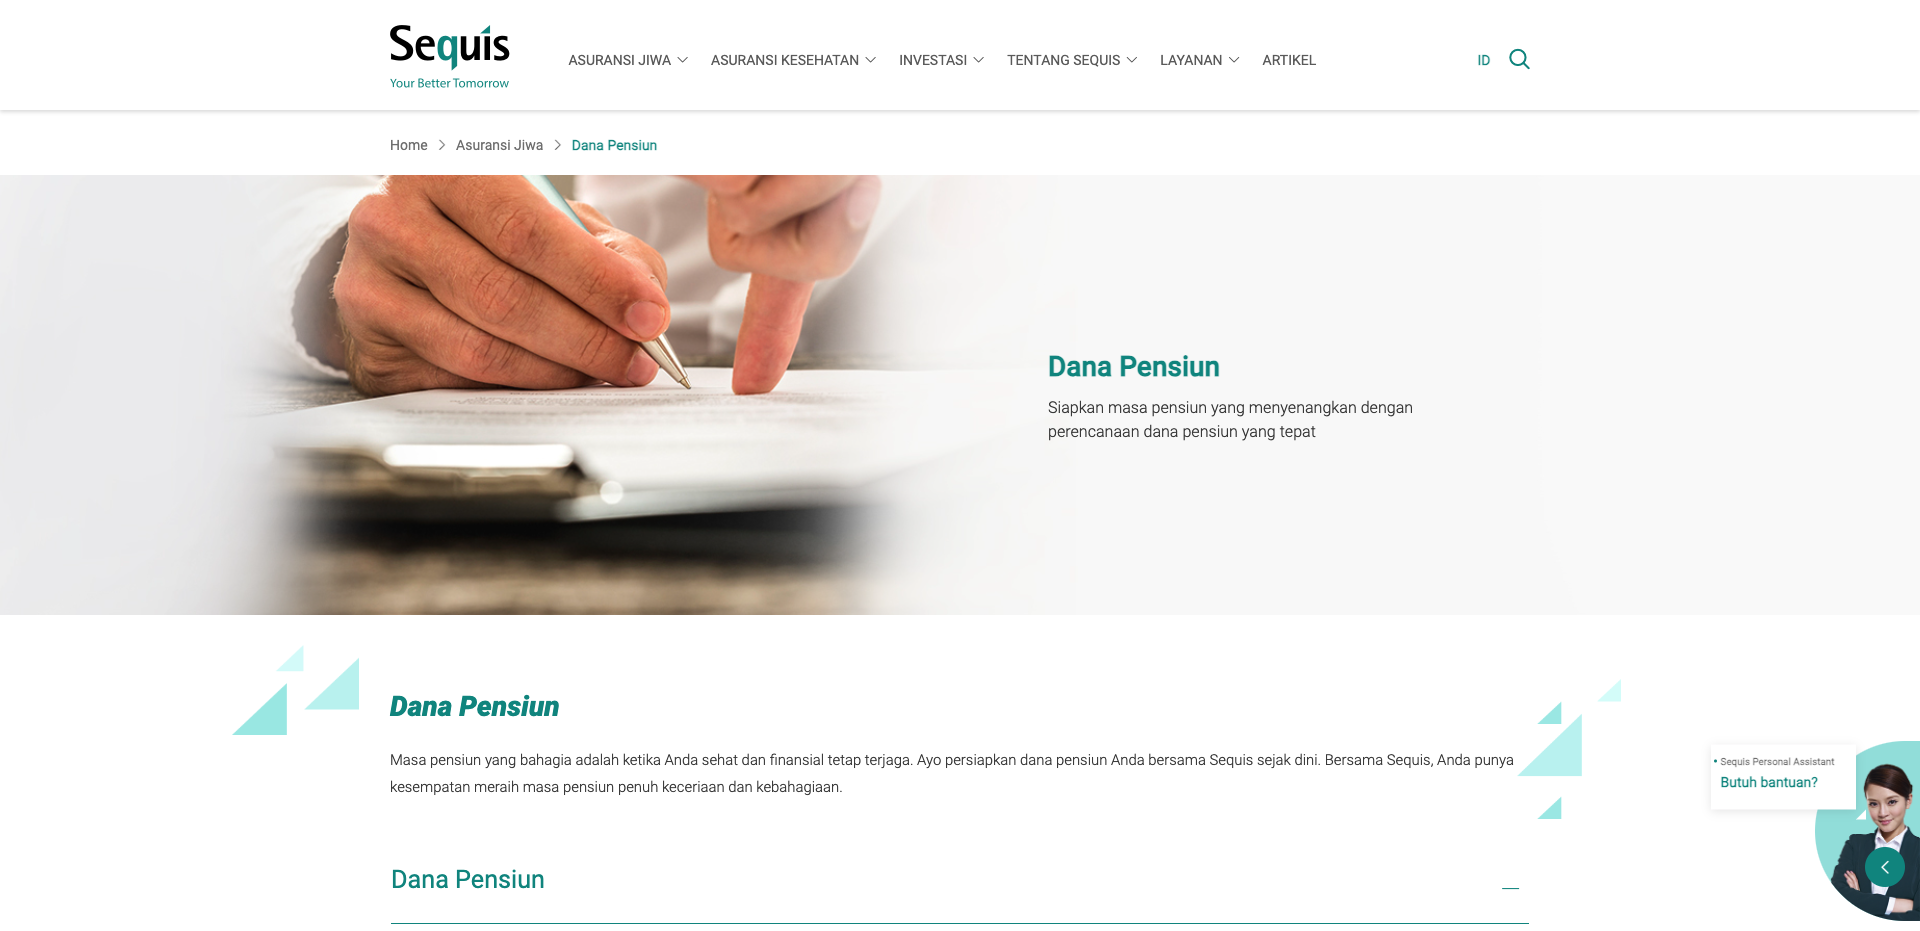 Sequis
Your Better Tomorrow
ASURANSI JIWA
ASURANSI KESEHATAN
INVESTASI
TENTANG SEQUIS
LAYANAN
ARTIKEL
ID
Home
Asuransi Jiwa
Dana Pensiun
Dana Pensiun
Siapkan masa pensiun yang menyenangkan dengan
perencanaan dana pensiun yang tepat
Dana Pensiun
Masa pensiun yang bahagia adalah ketika Anda sehat dan finansial tetap terjaga. Ayo persiapkan dana pensiun Anda bersama Sequis sejak dini. Bersama Sequis, Anda punya
kesempatan meraih masa pensiun penuh keceriaan dan kebahagiaan.
Sequis Personal Assistant
Butuh bantuan?
Dana Pensiun